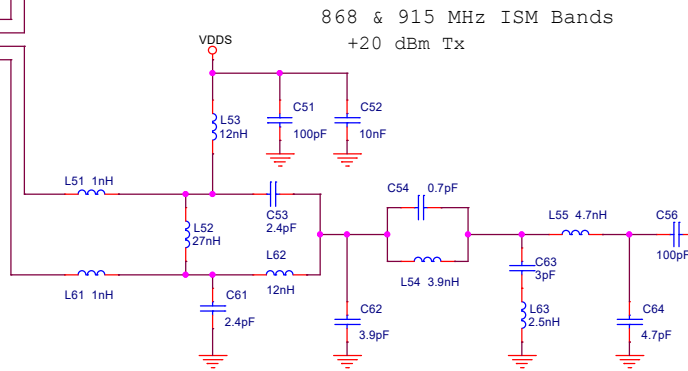 868 & 915 MHz ISM Bands
+20 dBm Tx
VDDS
L53
12nH
C51
100pF
C52
10nF
L51 1nH
C54 0.7pF
L52
27nH
C53
2.4pF
L55 4.7nH
C56
100pF
L62
12nH
L61 1nH
C61
2.4pF
L54 3.9nH
C63
3pF
C62
3.9pF
L63
2.5nH
C64
4.7pF